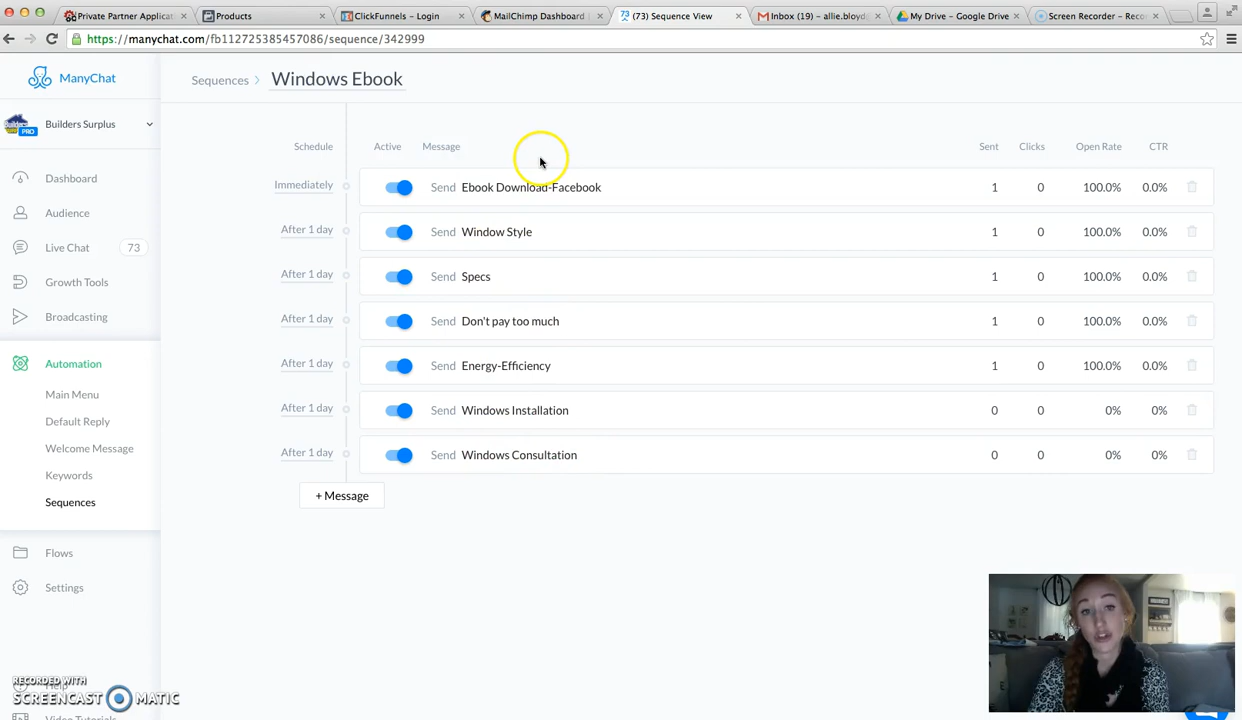 Private Partner Applicat
Products
ClickFunnels - Login
MailChimp Dashboard |
(73) Sequence View
Inbox (19) - allie.bloyd@
My Drive - Google Drive
Screen Recorder - Reco
https://manychat.com/fb112725385457086/sequence/342999
ManyChat
Sequences > Windows Ebook
Builders Surplus
PRO
Schedule Active Message Sent Clicks Open Rate CTR
Dashboard
Audience
Live Chat 73
Growth Tools
Broadcasting
Automation
Main Menu
Default Reply
Welcome Message
Keywords
Sequences
Flows
Settings
Immediately Send Ebook Download-Facebook 1 0 100.0% 0.0%
After 1 day Send Window Style 1 0 100.0% 0.0%
After 1 day Send Specs 1 0 100.0% 0.0%
After 1 day Send Don't pay too much 1 0 100.0% 0.0%
After 1 day Send Energy-Efficiency 1 0 100.0% 0.0%
After 1 day Send Windows Installation 0 0 0% 0%
After 1 day Send Windows Consultation 0 0 0% 0%
+ Message
RECORDED WITH
SCREENCAST MATIC
Video Tutorials